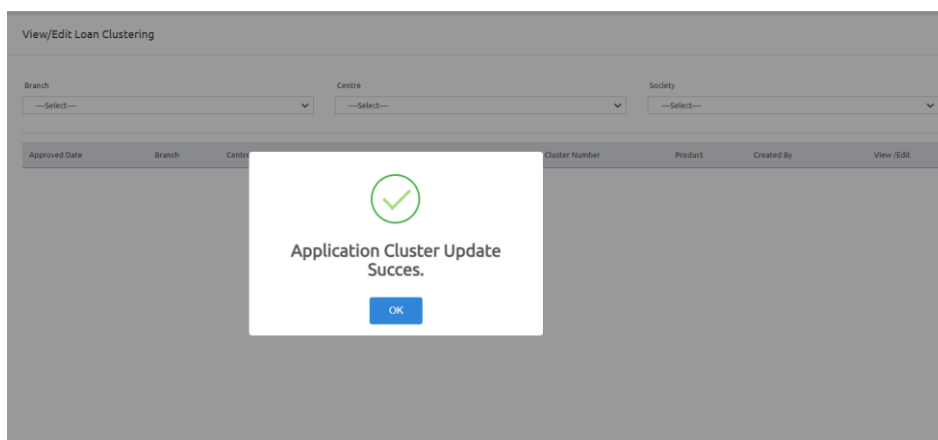 View/Edit Loan Clustering
Branch Centre Society
---Select--- ---Select--- ---Select---
Approved Date Branch Centre Cluster Number Product Created By View /Edit
Application Cluster Update
Succes.
OK